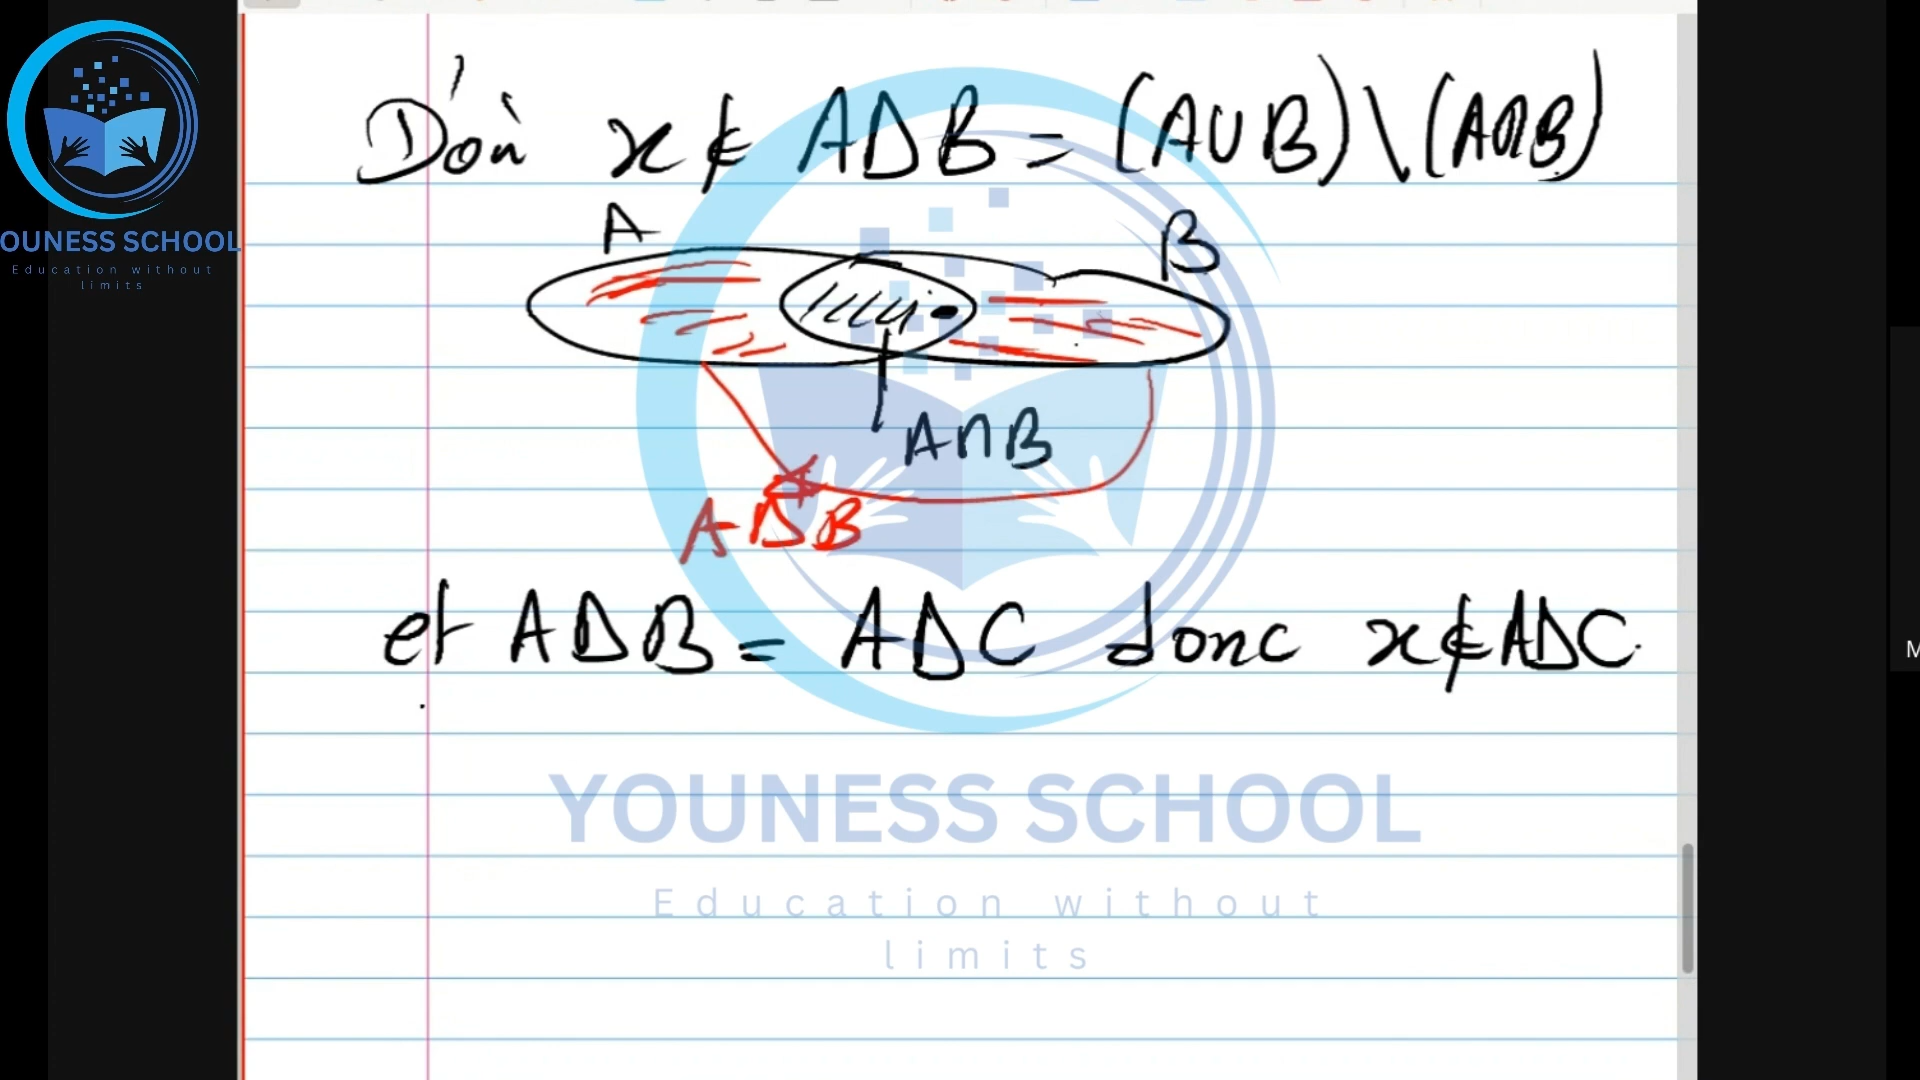 D'où x ∉ AΔB = (A∪B)\(A∩B)
A
B
A∩B
AΔB
et AΔB = AΔC donc x ∉ AΔC.
OUNESS SCHOOL
Education without
limits
YOUNESS SCHOOL
Education without
limits
M